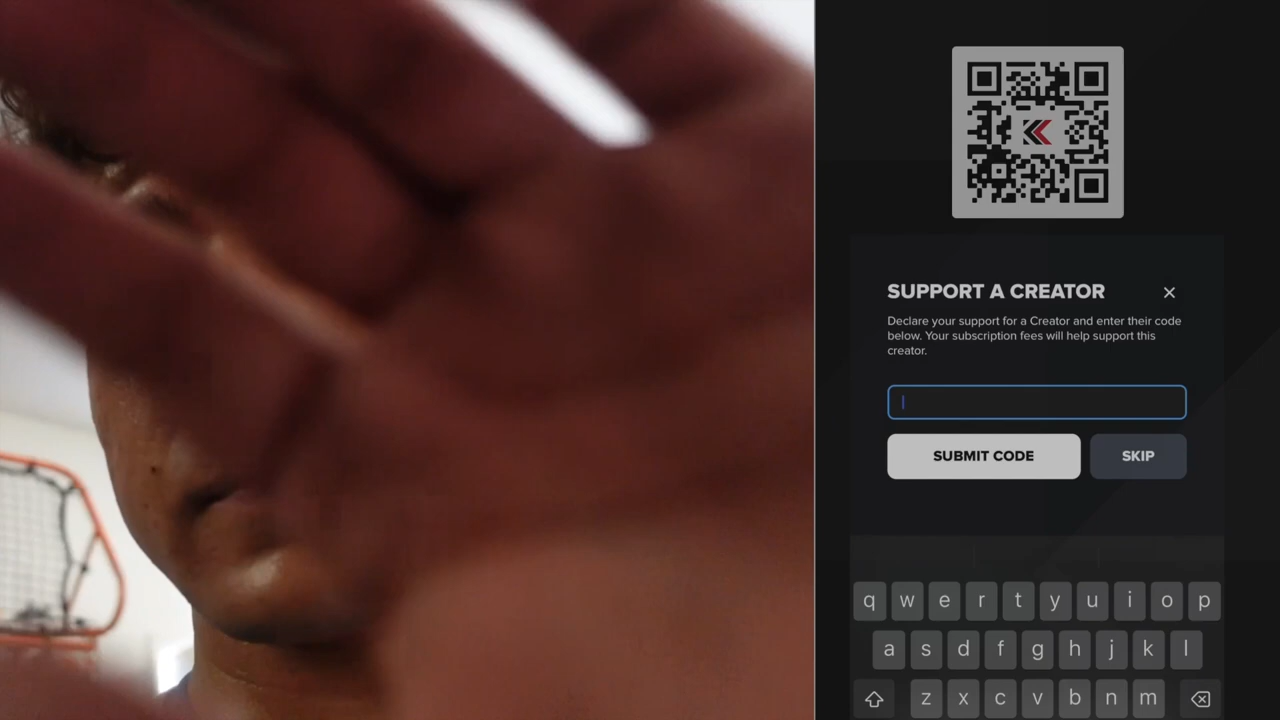 SUPPORT A CREATOR
Declare your support for a Creator and enter their code
below. Your subscription fees will help support this
creator.
SUBMIT CODE
SKIP
q w e r t y u i o p
a s d f g h j k l
z x c v b n m